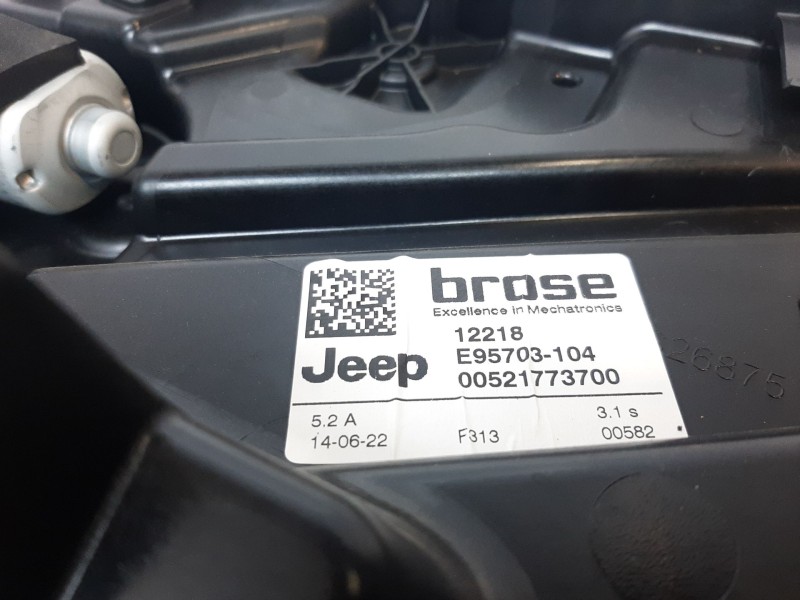 brose
Excellence in Mechatronics
12218
Jeep E95703-104
00521773700
5.2 A 3.1 s
14-06-22 F313 00582
26875